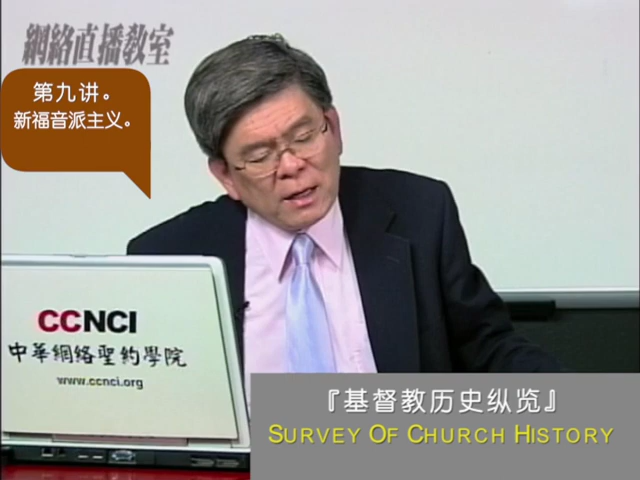 網絡直播教室
第九讲。
新福音派主义。
CCNCI
中華網絡聖約學院
www.ccnci.org
『基督教历史纵览』
SURVEY OF CHURCH HISTORY